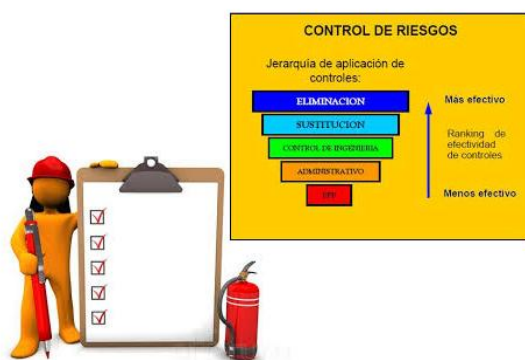 CONTROL DE RIESGOS
Jerarquía de aplicación de
controles:
ELIMINACION
SUSTITUCION
CONTROL DE INGENIERIA
ADMINISTRATIVO
EPP
Más efectivo
Ranking de
efectividad
de controles
Menos efectivo